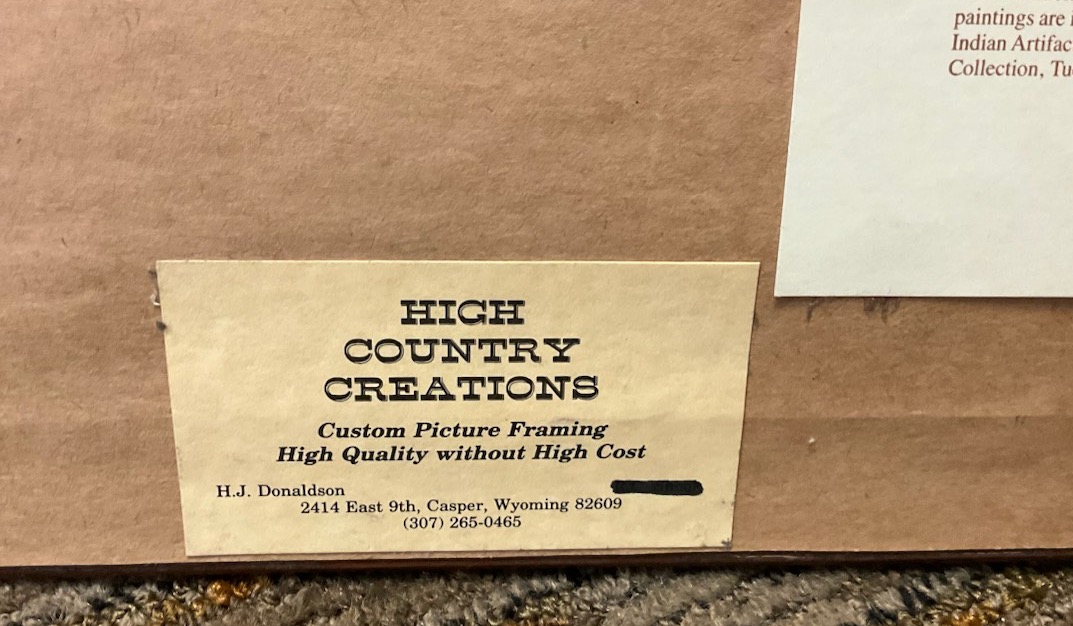 paintings are
Indian Artifac
Collection, Tu
HIGH
COUNTRY
CREATIONS
Custom Picture Framing
High Quality without High Cost
H.J. Donaldson
2414 East 9th, Casper, Wyoming 82609
(307) 265-0465